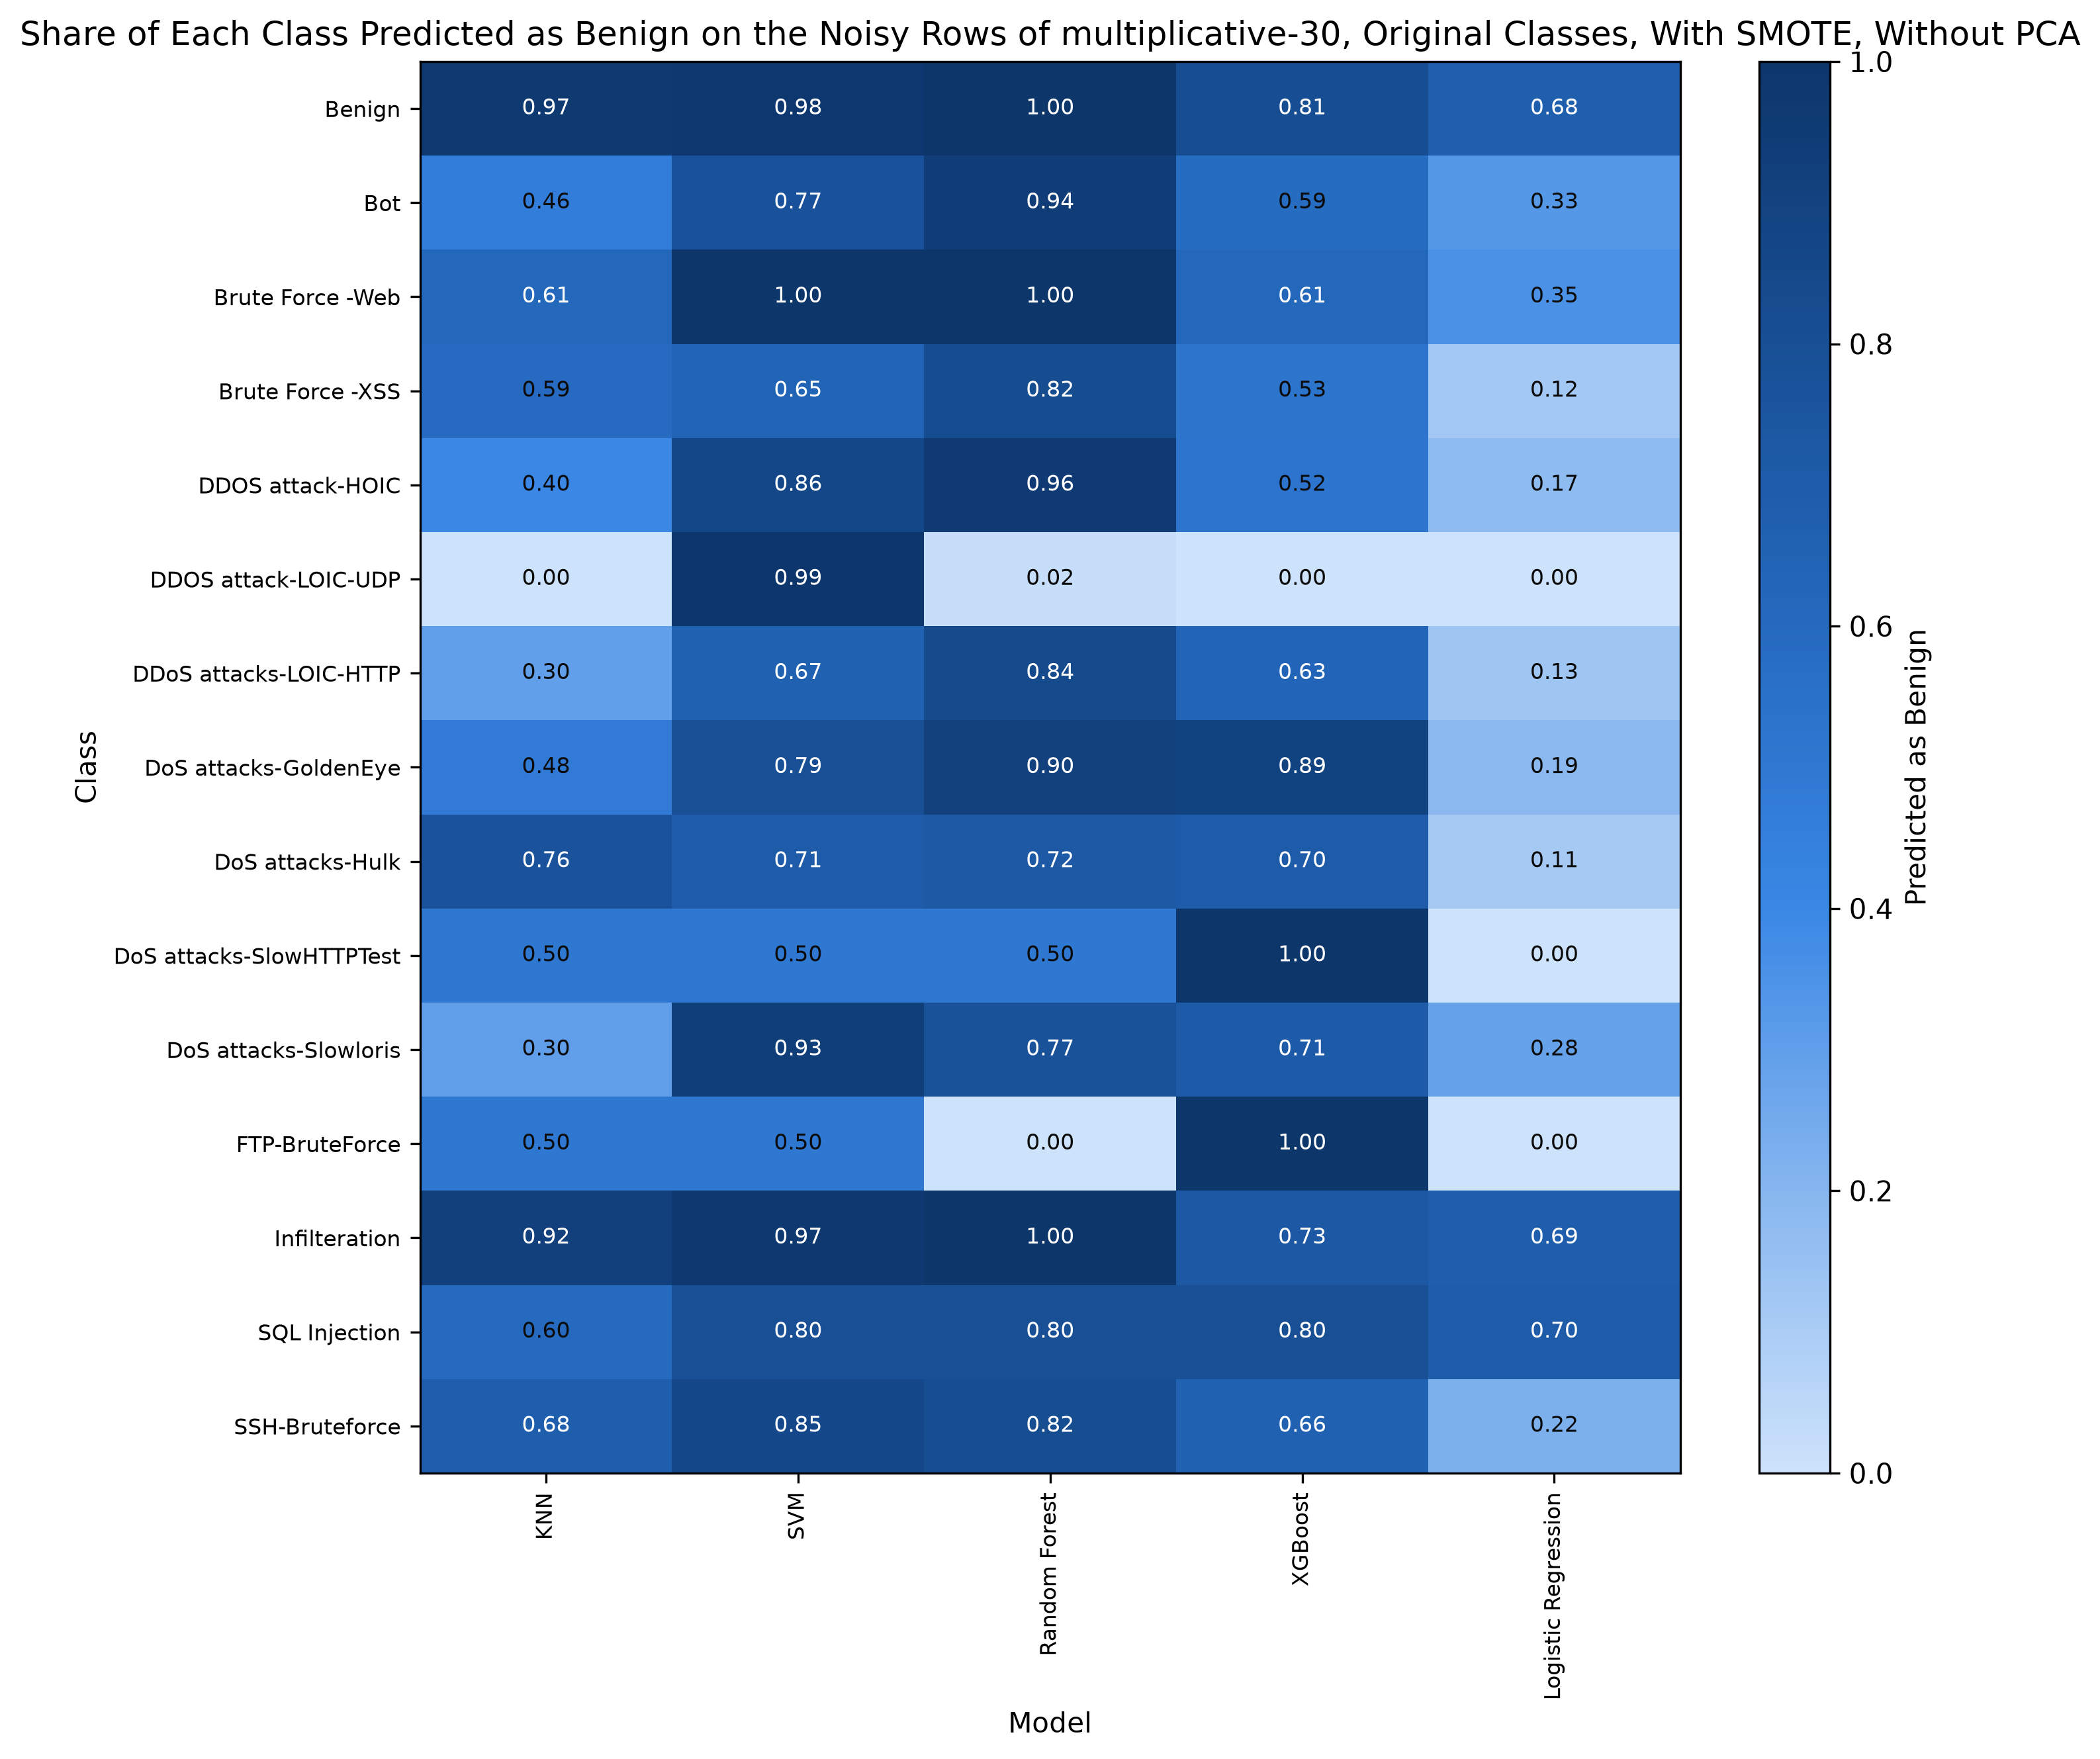 Share of Each Class Predicted as Benign on the Noisy Rows of multiplicative-30, Original Classes, With SMOTE, Without PCA
Benign 0.97 0.98 1.00 0.81 0.68
Bot 0.46 0.77 0.94 0.59 0.33
Brute Force -Web 0.61 1.00 1.00 0.61 0.35
Brute Force -XSS 0.59 0.65 0.82 0.53 0.12
DDOS attack-HOIC 0.40 0.86 0.96 0.52 0.17
DDOS attack-LOIC-UDP 0.00 0.99 0.02 0.00 0.00
DDoS attacks-LOIC-HTTP 0.30 0.67 0.84 0.63 0.13
DoS attacks-GoldenEye 0.48 0.79 0.90 0.89 0.19
DoS attacks-Hulk 0.76 0.71 0.72 0.70 0.11
DoS attacks-SlowHTTPTest 0.50 0.50 0.50 1.00 0.00
DoS attacks-Slowloris 0.30 0.93 0.77 0.71 0.28
FTP-BruteForce 0.50 0.50 0.00 1.00 0.00
Infilteration 0.92 0.97 1.00 0.73 0.69
SQL Injection 0.60 0.80 0.80 0.80 0.70
SSH-Bruteforce 0.68 0.85 0.82 0.66 0.22
Class
KNN
SVM
Random Forest
XGBoost
Logistic Regression
Model
1.0
0.8
0.6
0.4
0.2
0.0
Predicted as Benign